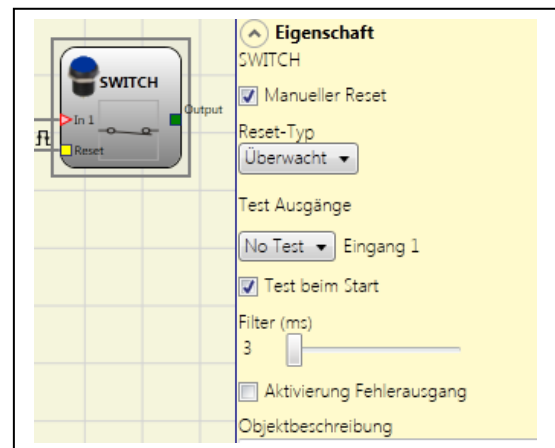 SWITCH
In 1
Output
Reset
Eigenschaft
SWITCH
Manueller Reset
Reset-Typ
Überwacht
Test Ausgänge
No Test Eingang 1
Test beim Start
Filter (ms)
3
Aktivierung Fehlerausgang
Objektbeschreibung